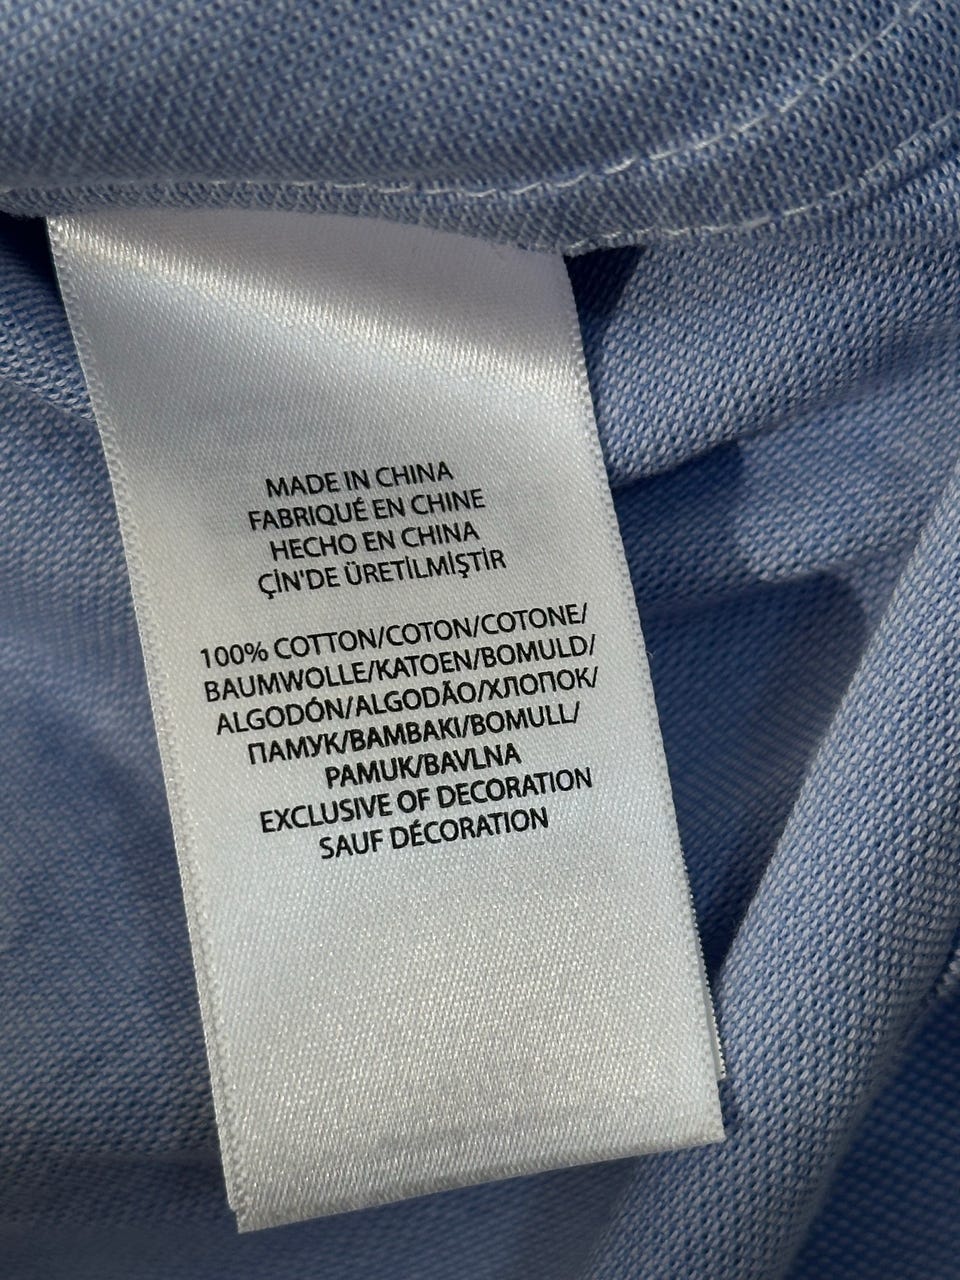 MADE IN CHINA
FABRIQUÉ EN CHINE
HECHO EN CHINA
ÇİN'DE ÜRETİLMİŞTİR
100% COTTON/COTON/COTONE/
BAUMWOLLE/KATOEN/BOMULD/
ALGODÓN/ALGODÃO/ХЛОПОК/
ПАМУК/ΒΑΜΒΑΚΙ/BOMULL/
PAMUK/BAVLNA
EXCLUSIVE OF DECORATION
SAUF DÉCORATION